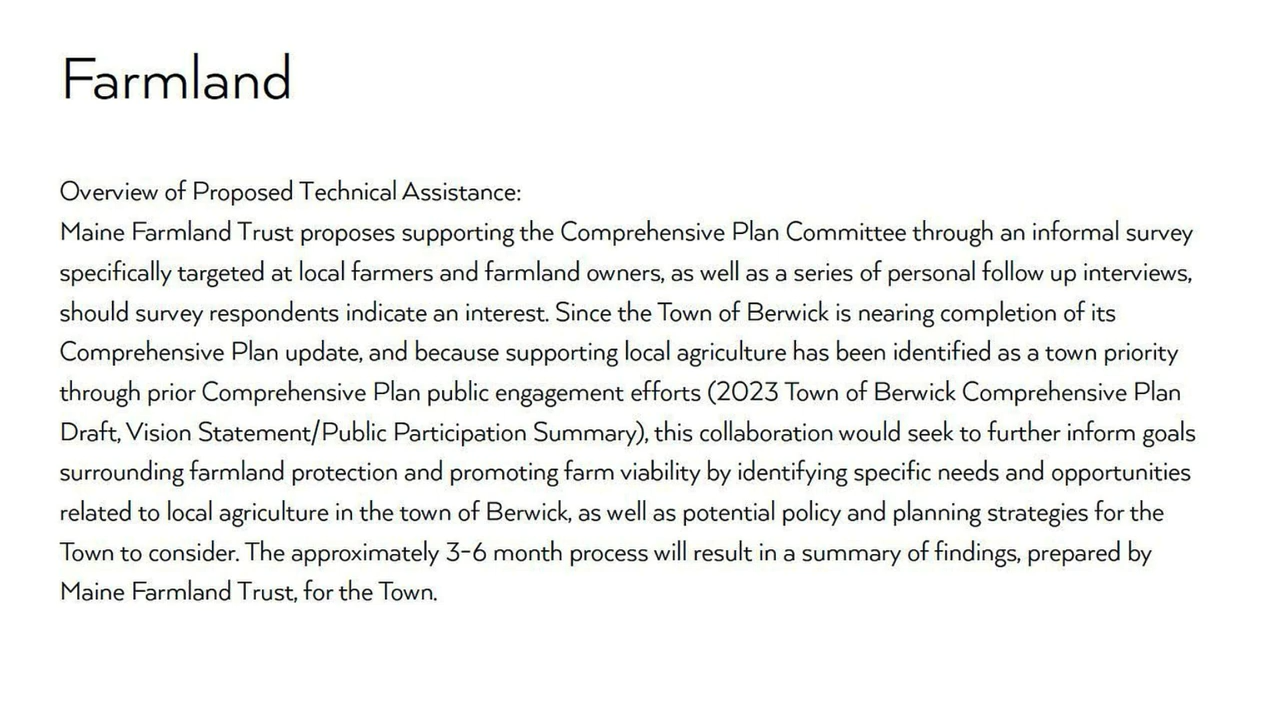 Farmland
Overview of Proposed Technical Assistance:
Maine Farmland Trust proposes supporting the Comprehensive Plan Committee through an informal survey
specifically targeted at local farmers and farmland owners, as well as a series of personal follow up interviews,
should survey respondents indicate an interest. Since the Town of Berwick is nearing completion of its
Comprehensive Plan update, and because supporting local agriculture has been identified as a town priority
through prior Comprehensive Plan public engagement efforts (2023 Town of Berwick Comprehensive Plan
Draft, Vision Statement/Public Participation Summary), this collaboration would seek to further inform goals
surrounding farmland protection and promoting farm viability by identifying specific needs and opportunities
related to local agriculture in the town of Berwick, as well as potential policy and planning strategies for the
Town to consider. The approximately 3-6 month process will result in a summary of findings, prepared by
Maine Farmland Trust, for the Town.